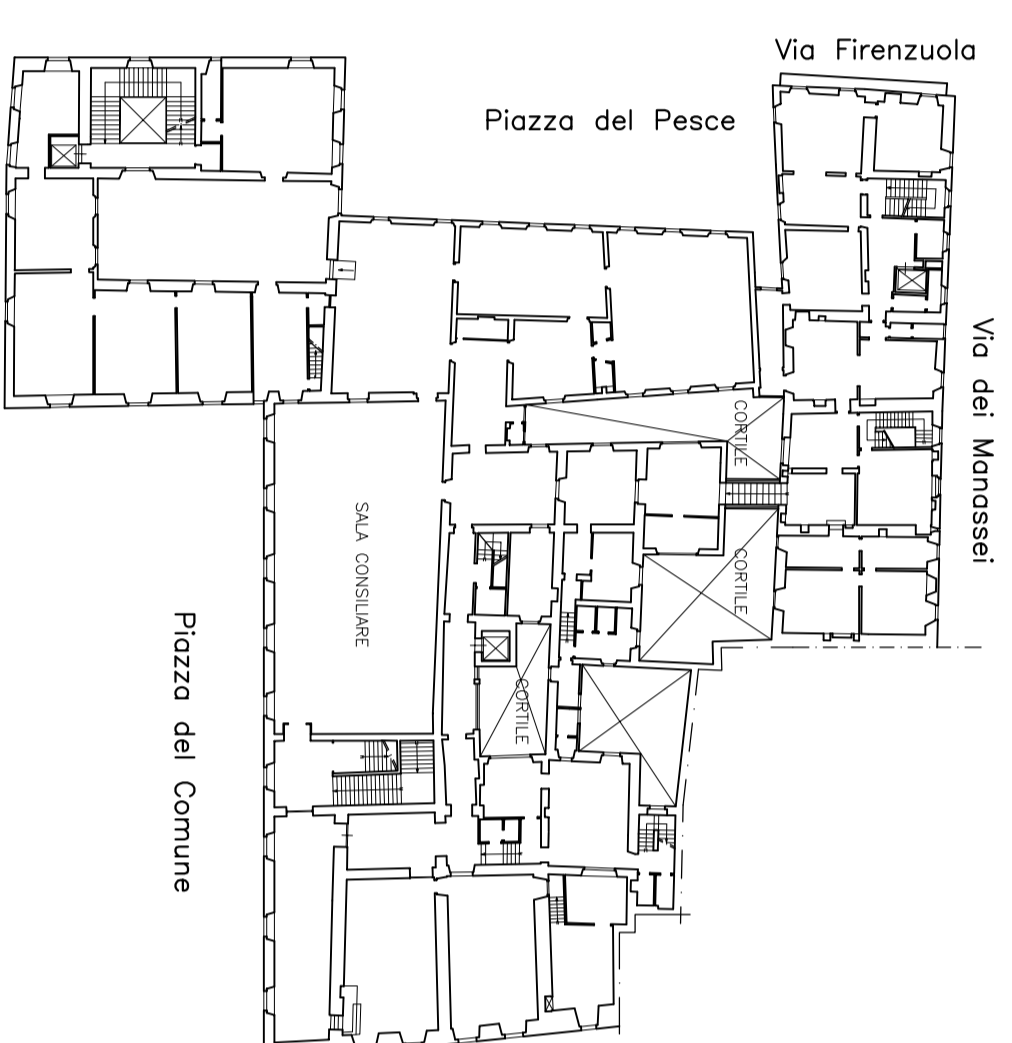 Via Firenzuola
Piazza del Pesce
Via dei Manassei
CORTILE
SALA CONSILIARE
CORTILE
Piazza del Comune
CORTILE